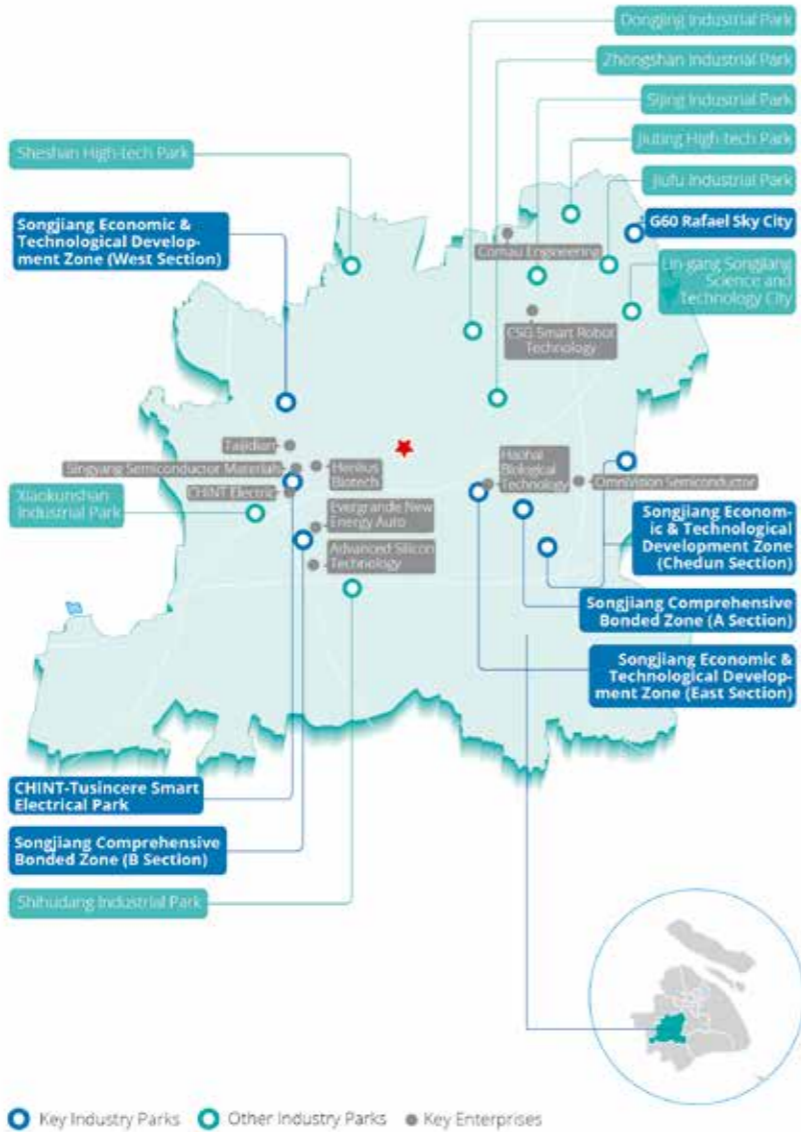 Dongjing Industrial Park
Zhongshan Industrial Park
Sijing Industrial Park
Jiuting High-tech Park
Jiufu Industrial Park
G60 Rafael Sky City
Lin-gang Songjiang
Science and
Technology City
Sheshan High-tech Park
Songjiang Economic &
Technological Develop-
ment Zone (West Section)
Comau Engineering
CSG Smart Robot
Technology
Taijidian
Singyang Semiconductor Materials
CHINT Electric
Henlius
Biotech
Haohai
Biological
Technology
OmniVision Semiconductor
Xiaokunshan
Industrial Park
Evergrande New
Energy Auto
Advanced Silicon
Technology
Songjiang Econom-
ic & Technological
Development Zone
(Chedun Section)
Songjiang Comprehensive
Bonded Zone (A Section)
Songjiang Economic &
Technological Develop-
ment Zone (East Section)
CHINT-Tusincere Smart
Electrical Park
Songjiang Comprehensive
Bonded Zone (B Section)
Shihudang Industrial Park
Key Industry Parks
Other Industry Parks
Key Enterprises